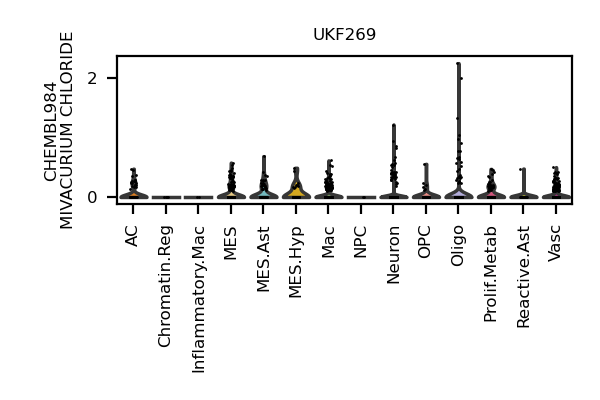 UKF269
CHEMBL984
MIVACURIUM CHLORIDE
2
0
AC
Chromatin.Reg
Inflammatory.Mac
MES
MES.Ast
MES.Hyp
Mac
NPC
Neuron
OPC
Oligo
Prolif.Metab
Reactive.Ast
Vasc